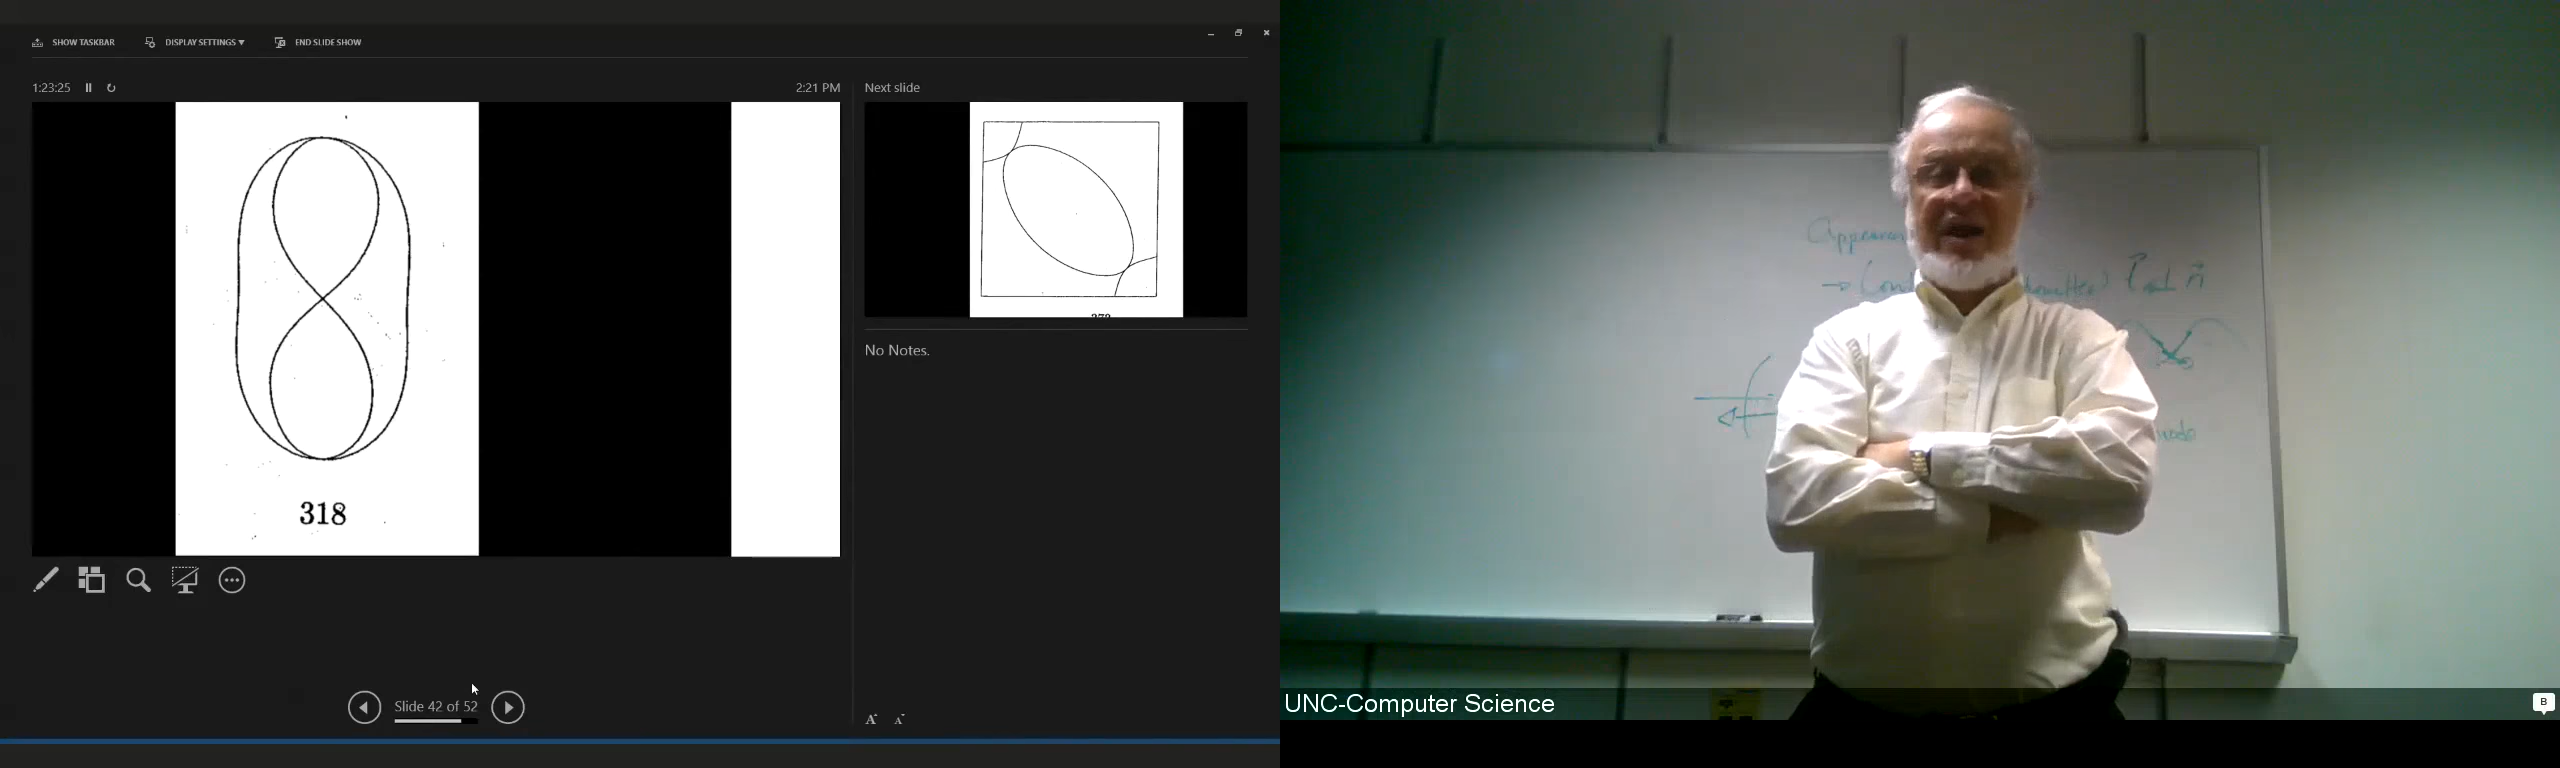 SHOW TASKBAR
DISPLAY SETTINGS ▼
END SLIDE SHOW
1:23:25
2:21 PM
Next slide
318
273
No Notes.
Slide 42 of 52
A
A
UNC-Computer Science
B